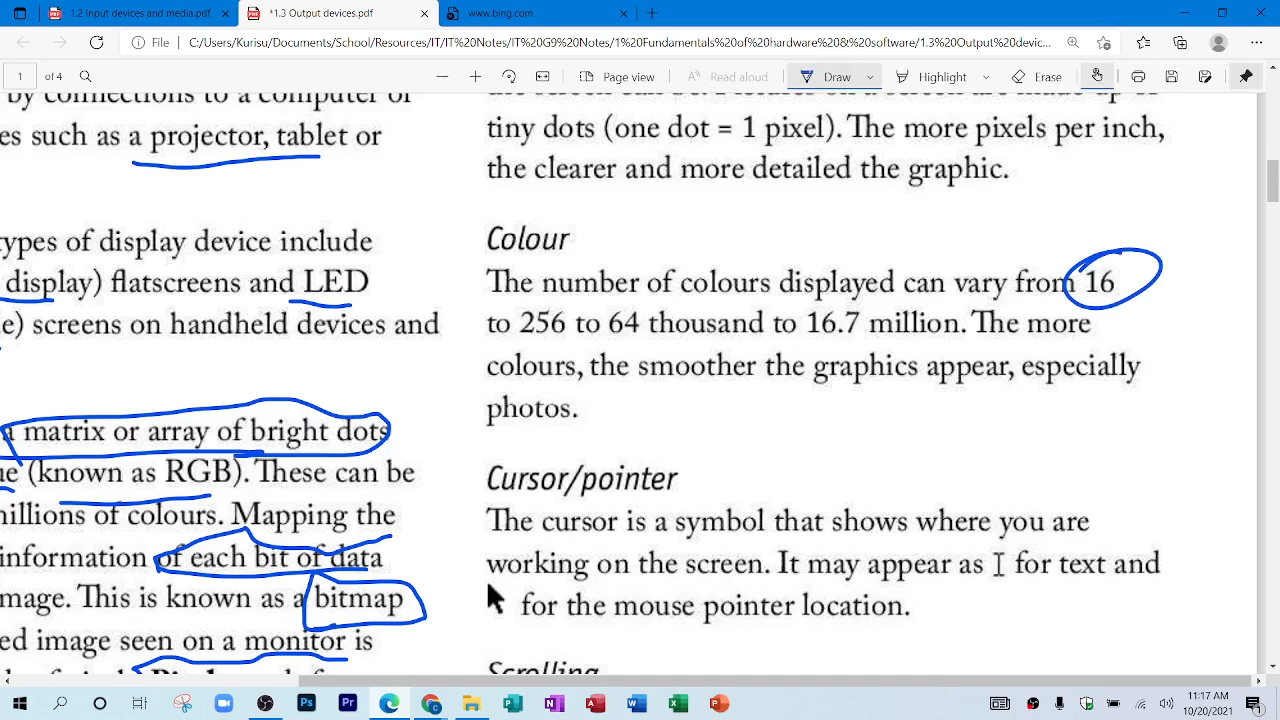 1.2 Input devices and media.pdf
*1.3 Output devices.pdf
www.bing.com
File
C:/Users/Kurisu/Documents/School/Resources/IT/IT%20Notes/IT%20G9%20Notes/1%20Fundamentals%20of%20hardware%20&%20software/1.3%20Output%20devic...
1 of 4
Page view
Read aloud
Draw
Highlight
Erase
by connections to a computer or
es such as a projector, tablet or
types of display device include
display) flatscreens and LED
e) screens on handheld devices and
a matrix or array of bright dots
ue (known as RGB). These can be
millions of colours. Mapping the
information of each bit of data
mage. This is known as a bitmap
ed image seen on a monitor is
tiny dots (one dot = 1 pixel). The more pixels per inch,
the clearer and more detailed the graphic.
Colour
The number of colours displayed can vary from 16
to 256 to 64 thousand to 16.7 million. The more
colours, the smoother the graphics appear, especially
photos.
Cursor/pointer
The cursor is a symbol that shows where you are
working on the screen. It may appear as I for text and
for the mouse pointer location.
Scrolling
11:17 AM
10/20/2021